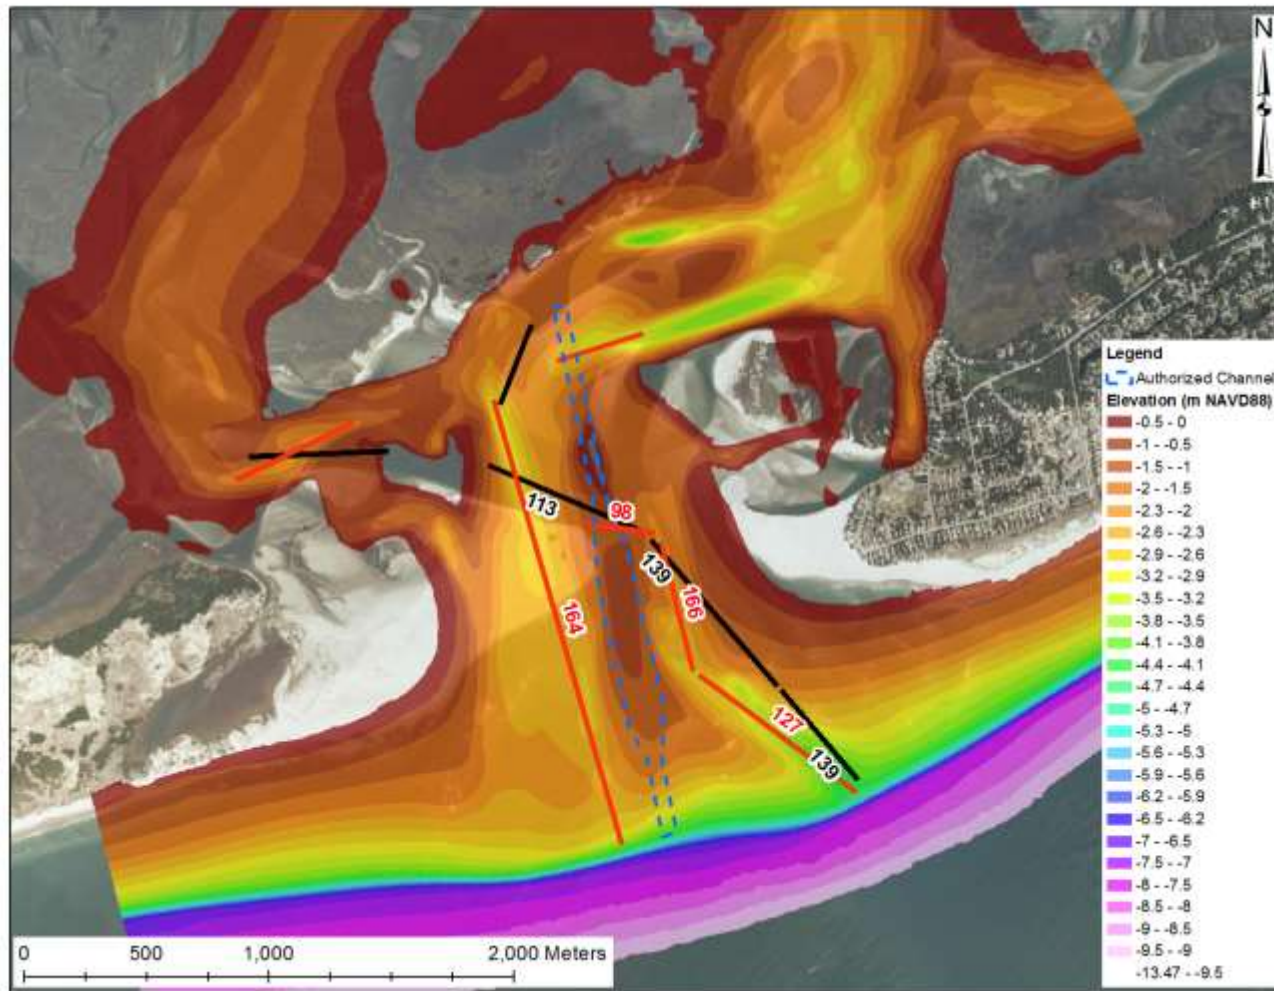 N
113
98
139
166
164
127
139
Legend
Authorized Channel
Elevation (m NAVD88)
-0.5 - 0
-1 - -0.5
-1.5 - -1
-2 - -1.5
-2.3 - -2
-2.6 - -2.3
-2.9 - -2.6
-3.2 - -2.9
-3.5 - -3.2
-3.8 - -3.5
-4.1 - -3.8
-4.4 - -4.1
-4.7 - -4.4
-5 - -4.7
-5.3 - -5
-5.6 - -5.3
-5.9 - -5.6
-6.2 - -5.9
-6.5 - -6.2
-7 - -6.5
-7.5 - -7
-8 - -7.5
-8.5 - -8
-9 - -8.5
-9.5 - -9
-13.47 - -9.5
0 500 1,000 2,000 Meters